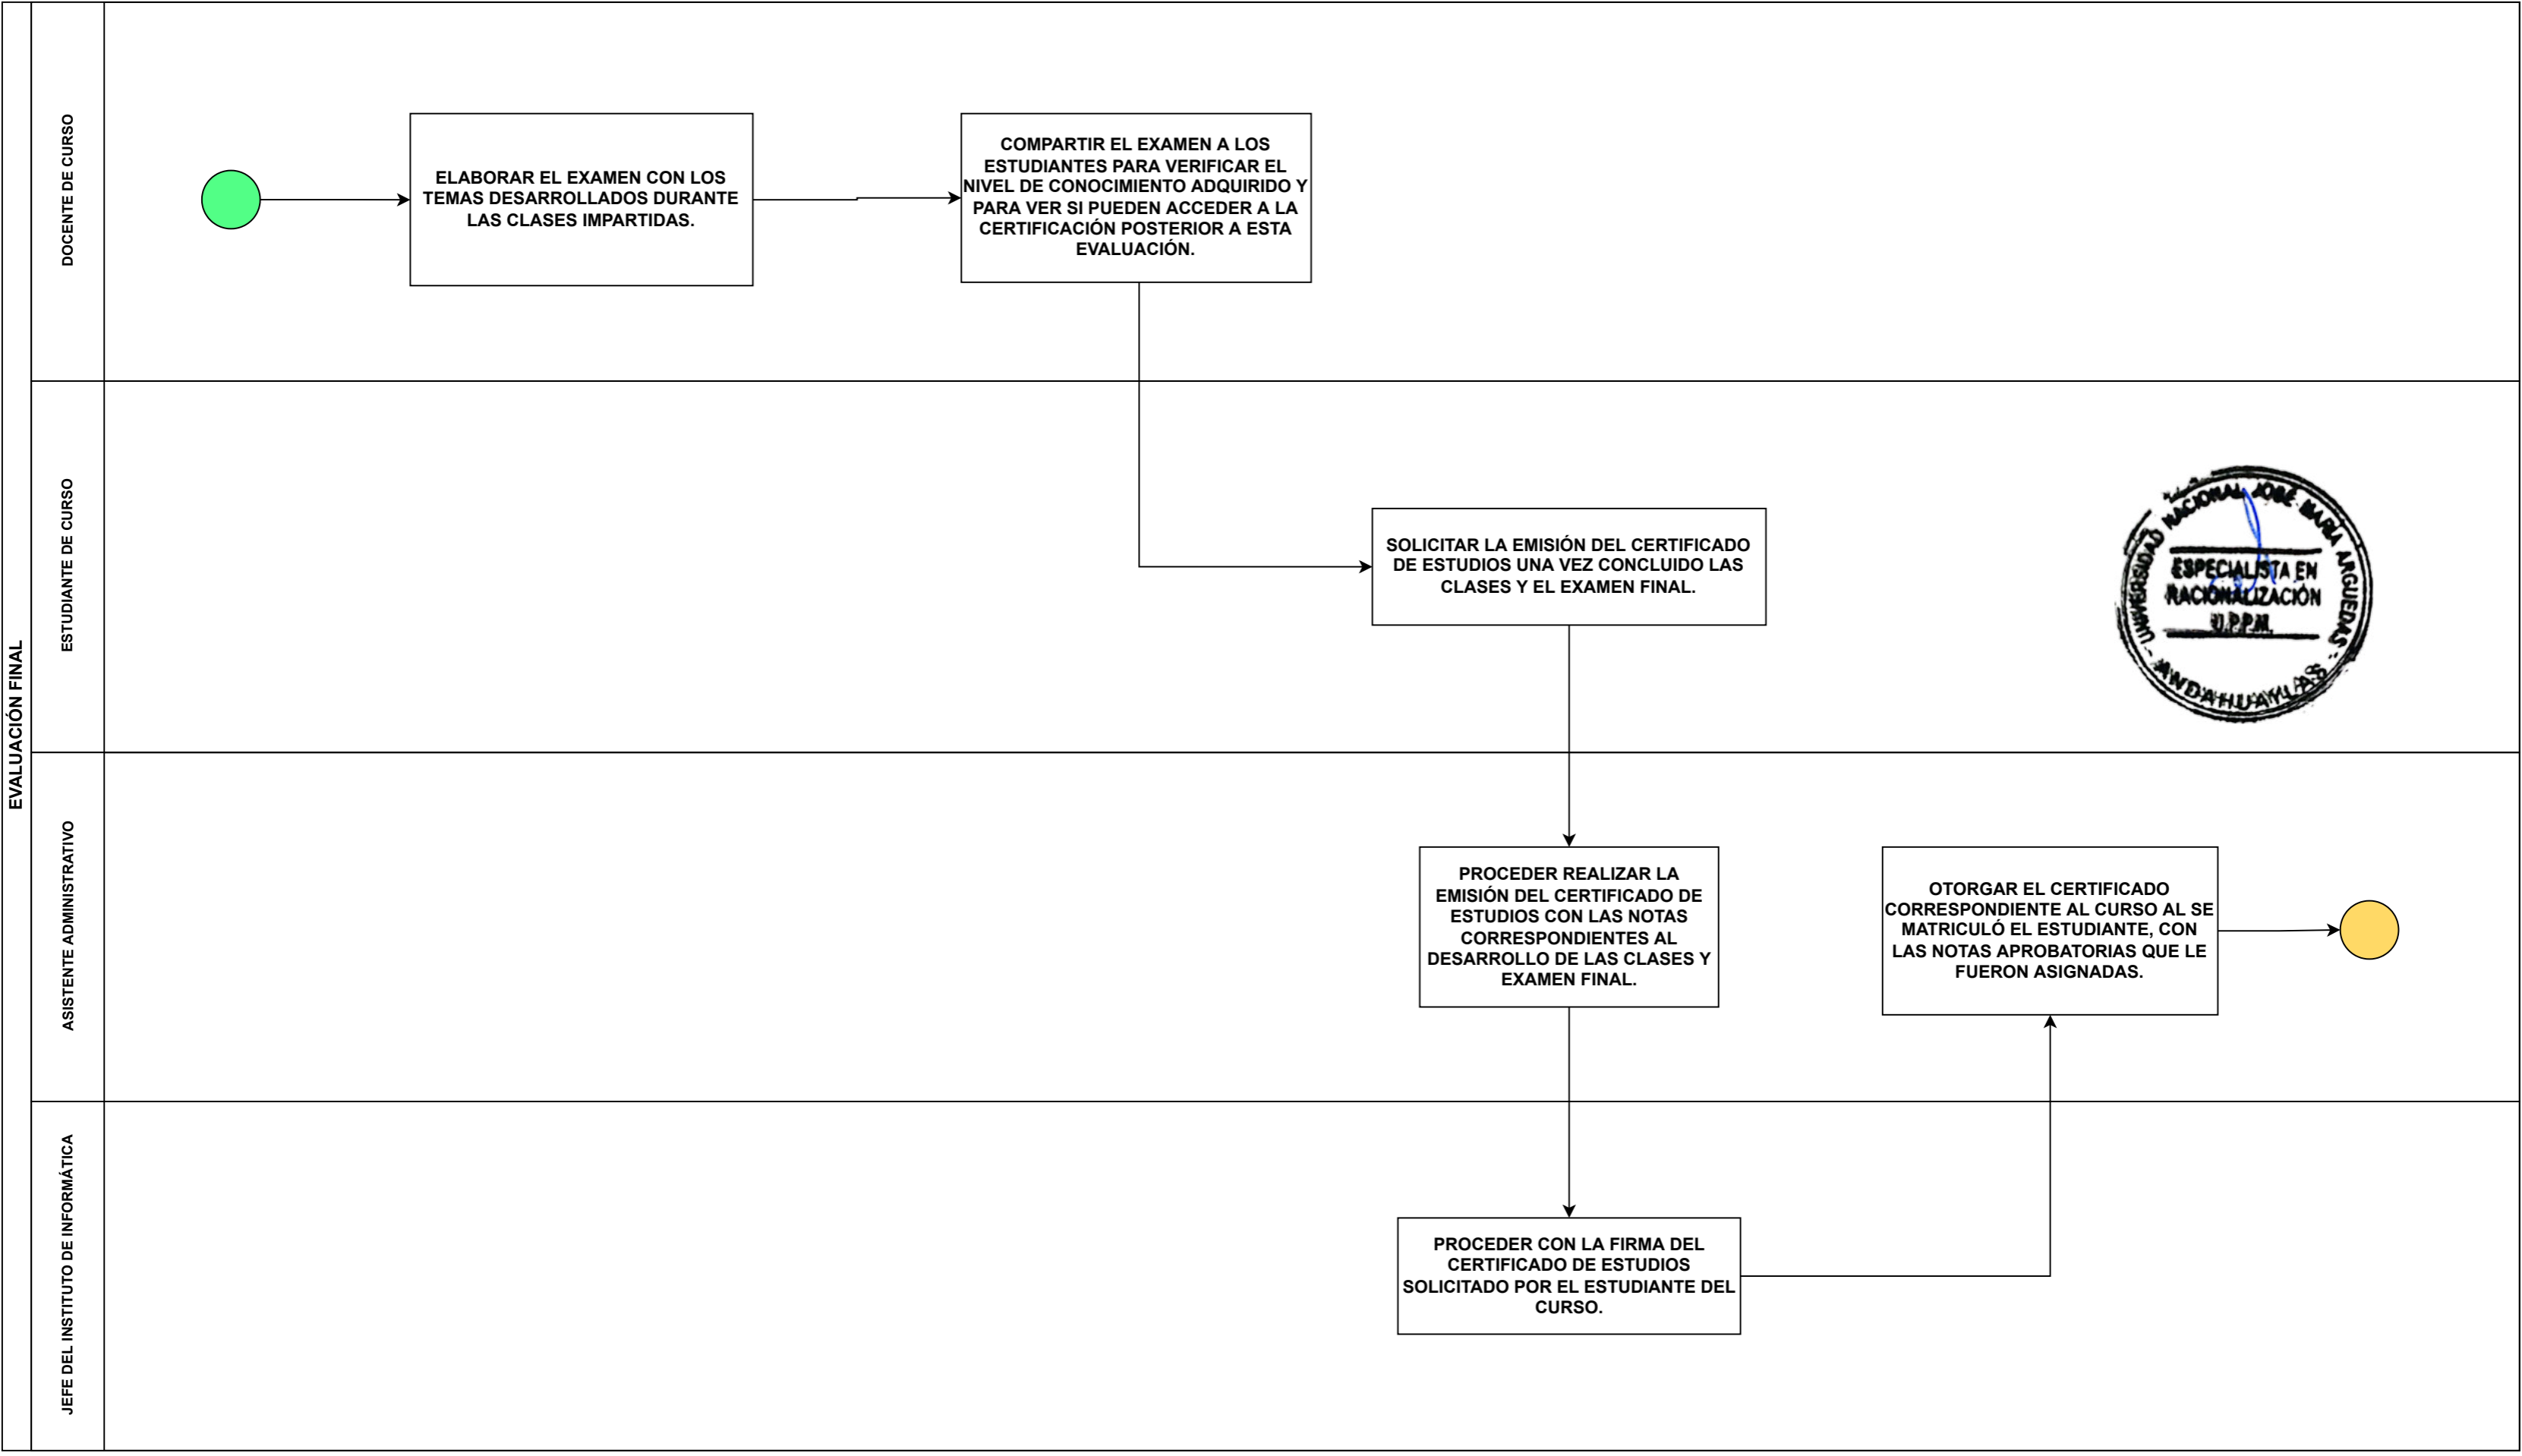 EVALUACIÓN FINAL
DOCENTE DE CURSO
ELABORAR EL EXAMEN CON LOS
TEMAS DESARROLLADOS DURANTE
LAS CLASES IMPARTIDAS.
COMPARTIR EL EXAMEN A LOS
ESTUDIANTES PARA VERIFICAR EL
NIVEL DE CONOCIMIENTO ADQUIRIDO Y
PARA VER SI PUEDEN ACCEDER A LA
CERTIFICACIÓN POSTERIOR A ESTA
EVALUACIÓN.
ESTUDIANTE DE CURSO
SOLICITAR LA EMISIÓN DEL CERTIFICADO
DE ESTUDIOS UNA VEZ CONCLUIDO LAS
CLASES Y EL EXAMEN FINAL.
UNIVERSIDAD NACIONAL JOSÉ MARÍA ARGUEDAS
ESPECIALISTA EN
RACIONALIZACIÓN
U.P.P.M.
- ANDAHUAYLAS -
ASISTENTE ADMINISTRATIVO
PROCEDER REALIZAR LA
EMISIÓN DEL CERTIFICADO DE
ESTUDIOS CON LAS NOTAS
CORRESPONDIENTES AL
DESARROLLO DE LAS CLASES Y
EXAMEN FINAL.
OTORGAR EL CERTIFICADO
CORRESPONDIENTE AL CURSO AL SE
MATRICULÓ EL ESTUDIANTE, CON
LAS NOTAS APROBATORIAS QUE LE
FUERON ASIGNADAS.
JEFE DEL INSTITUTO DE INFORMÁTICA
PROCEDER CON LA FIRMA DEL
CERTIFICADO DE ESTUDIOS
SOLICITADO POR EL ESTUDIANTE DEL
CURSO.